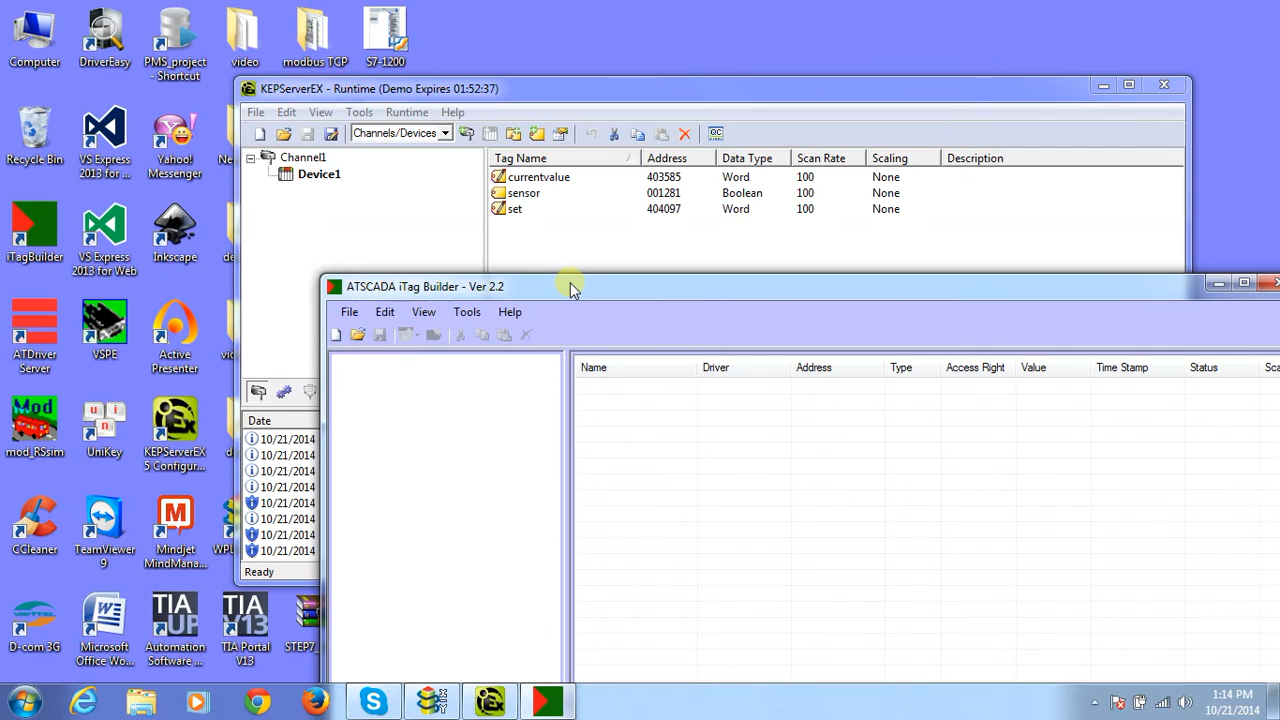 Computer
DriverEasy
PMS_project
- Shortcut
video
modbus TCP
S7-1200
KEPServerEX - Runtime (Demo Expires 01:52:37)
File Edit View Tools Runtime Help
Channels/Devices
Channel1
Device1
Tag Name Address Data Type Scan Rate Scaling Description
currentvalue 403585 Word 100 None
sensor 001281 Boolean 100 None
set 404097 Word 100 None
Recycle Bin
VS Express
2013 for ...
Yahoo!
Messenger
iTagBuilder
VS Express
2013 for Web
Inkscape
ATSCADA iTag Builder - Ver 2.2
File Edit View Tools Help
Name Driver Address Type Access Right Value Time Stamp Status
ATDriver
Server
VSPE
Active
Presenter
Date
10/21/2014
10/21/2014
10/21/2014
10/21/2014
10/21/2014
10/21/2014
10/21/2014
10/21/2014
Ready
Mod
mod_RSsim
UniKey
KEPServerEX
5 Configur...
CCleaner
TeamViewer
9
Mindjet
MindMana...
WPL
D-com 3G
Microsoft
Office Wo...
TIA
UP
Automation
Software ...
TIA
V13
TIA Portal
V13
STEP7_
1:14 PM
10/21/2014